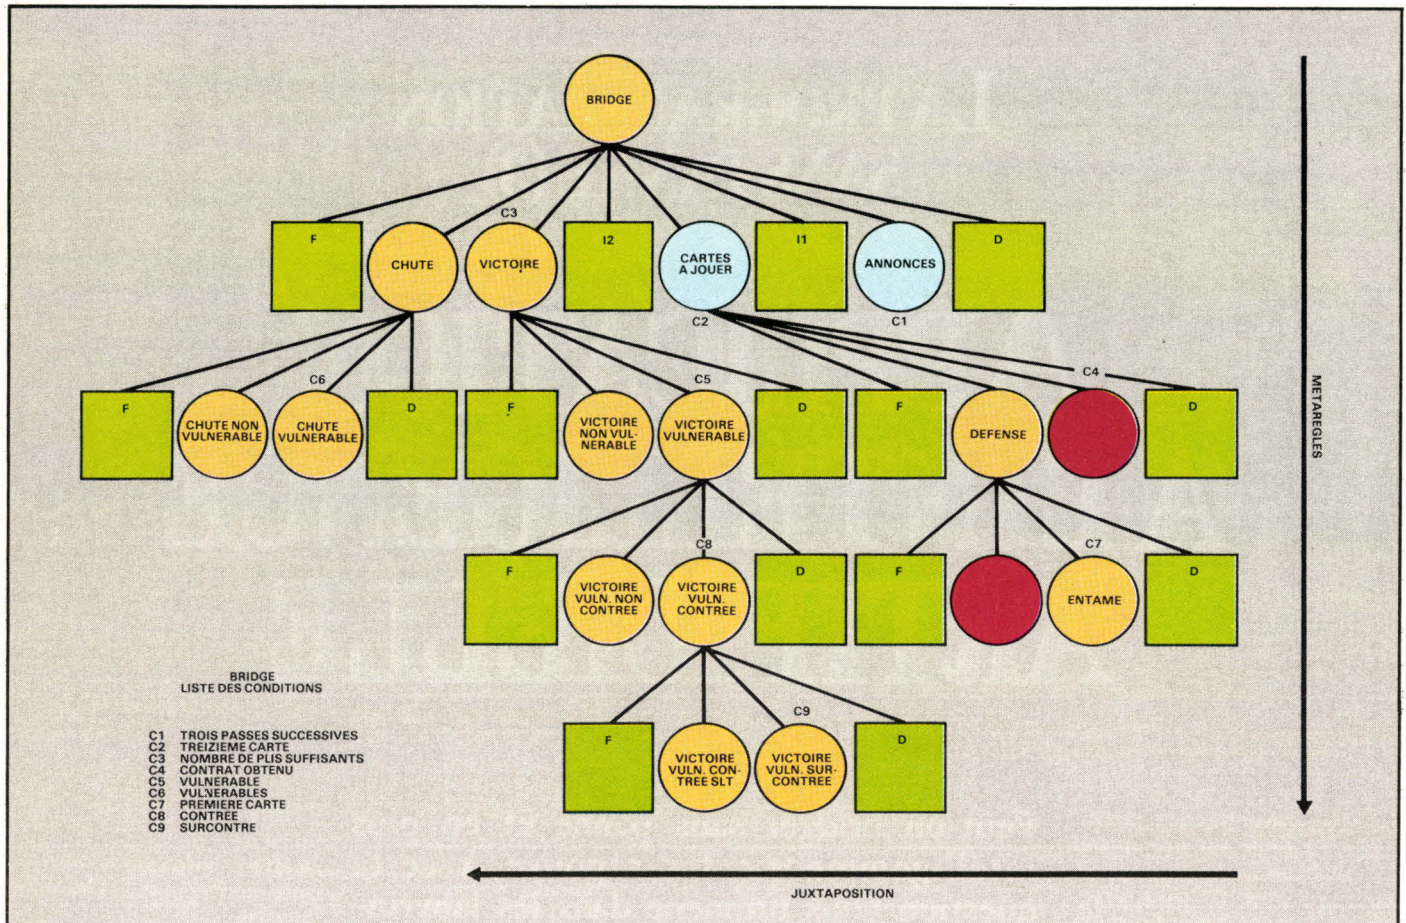 BRIDGE
C3
F
CHUTE
VICTOIRE
I2
CARTES
A JOUER
I1
ANNONCES
D
C2
C1
C6
C5
C4
F
CHUTE NON
VULNERABLE
CHUTE
VULNERABLE
D
F
VICTOIRE
NON VUL-
NERABLE
VICTOIRE
VULNERABLE
D
F
DEFENSE
D
METAREGLES
C8
C7
F
VICTOIRE
VULN. NON
CONTREE
VICTOIRE
VULN.
CONTREE
D
F
ENTAME
D
C9
F
VICTOIRE
VULN. CON-
TREE SLT
VICTOIRE
VULN. SUR-
CONTREE
D
BRIDGE
LISTE DES CONDITIONS
C1 TROIS PASSES SUCCESSIVES
C2 TREIZIEME CARTE
C3 NOMBRE DE PLIS SUFFISANTS
C4 CONTRAT OBTENU
C5 VULNERABLE
C6 VULNERABLES
C7 PREMIERE CARTE
C8 CONTREE
C9 SURCONTRE
JUXTAPOSITION